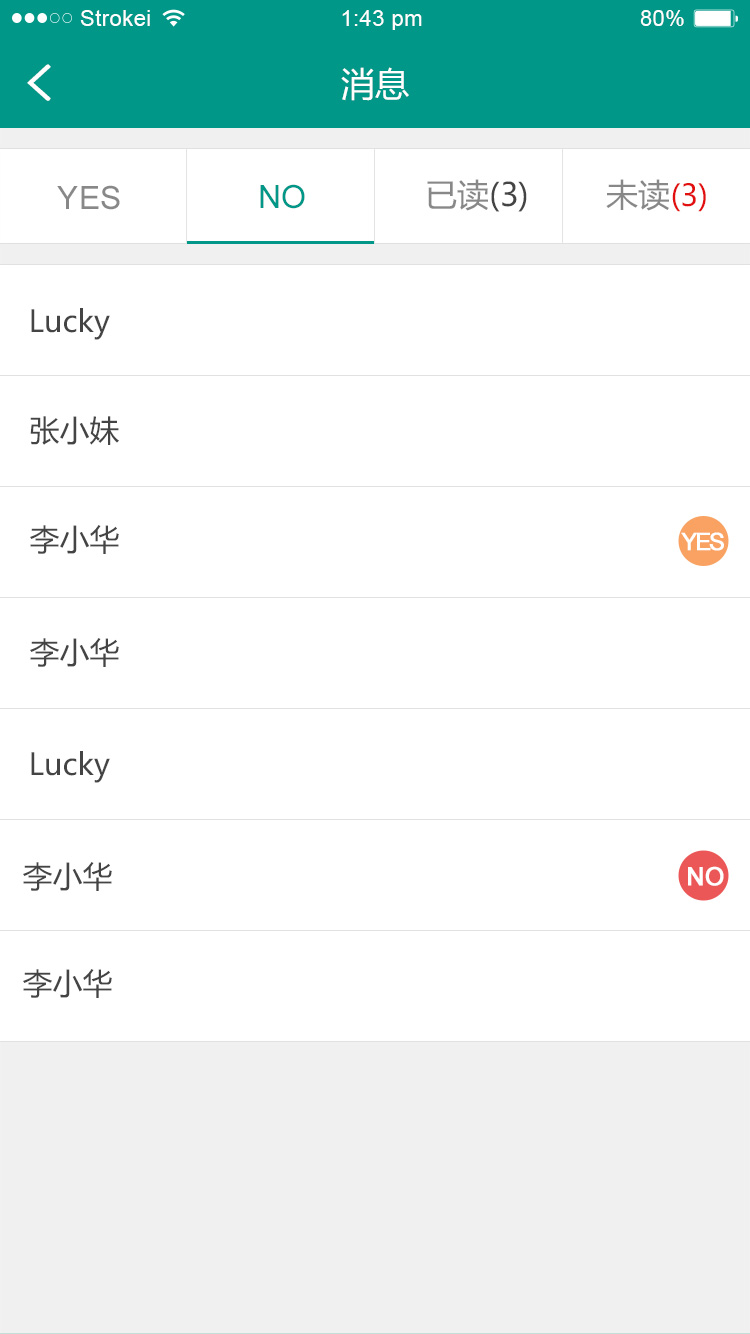 Strokei 1:43 pm 80%
消息
YES NO 已读(3) 未读(3)
Lucky
张小妹
李小华 YES
李小华
Lucky
李小华 NO
李小华